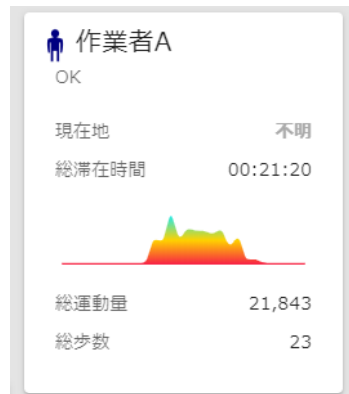 作業者A
OK
現在地 不明
総滞在時間 00:21:20
総運動量 21,843
総歩数 23